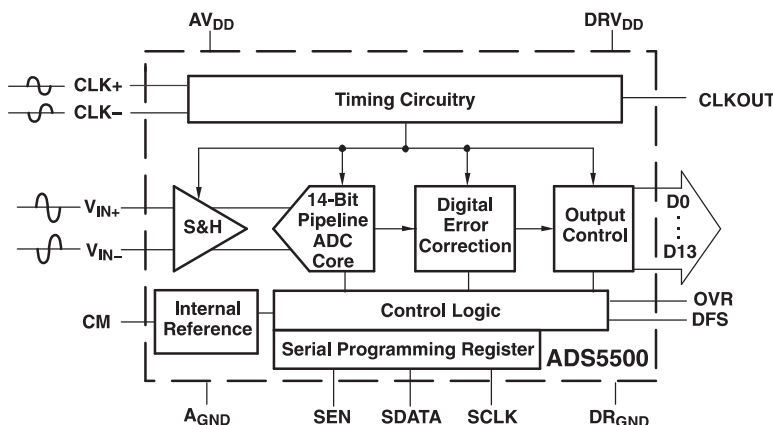 AVDD DRVDD
CLK+
CLK–
Timing Circuitry
CLKOUT
VIN+
VIN–
S&H
14-Bit
Pipeline
ADC
Core
Digital
Error
Correction
Output
Control
D0
D13
CM
Internal
Reference
Control Logic
OVR
DFS
Serial Programming Register
ADS5500
AGND SEN SDATA SCLK DRGND